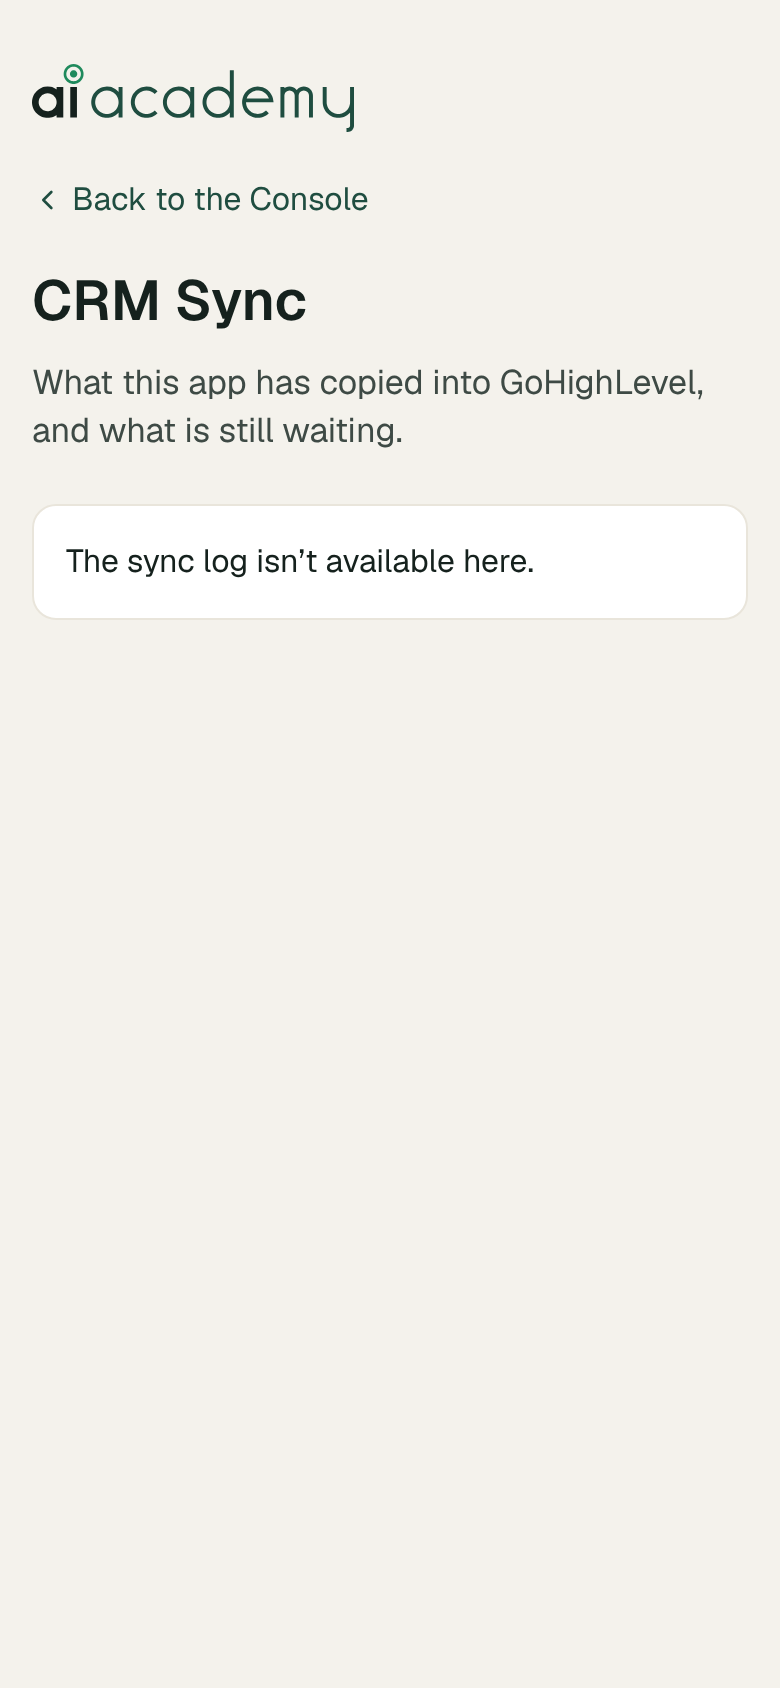 ai academy
Back to the Console
CRM Sync
What this app has copied into GoHighLevel,
and what is still waiting.
The sync log isn’t available here.